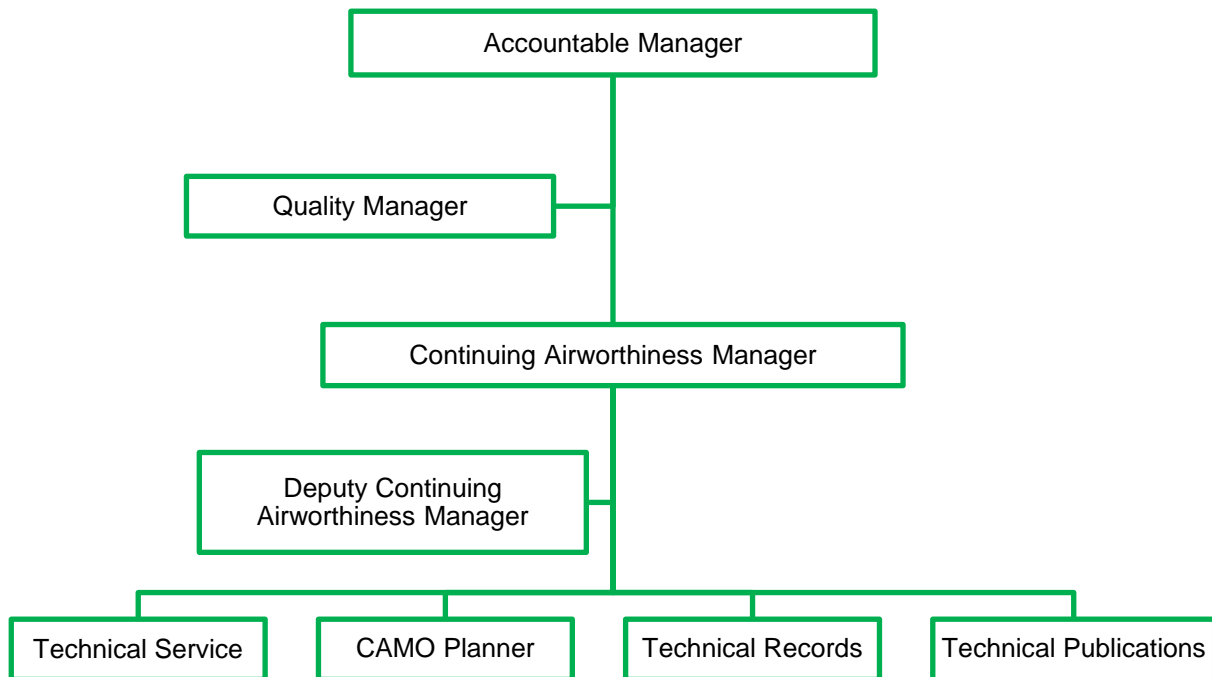 Accountable Manager
Quality Manager
Continuing Airworthiness Manager
Deputy Continuing
Airworthiness Manager
Technical Service
CAMO Planner
Technical Records
Technical Publications